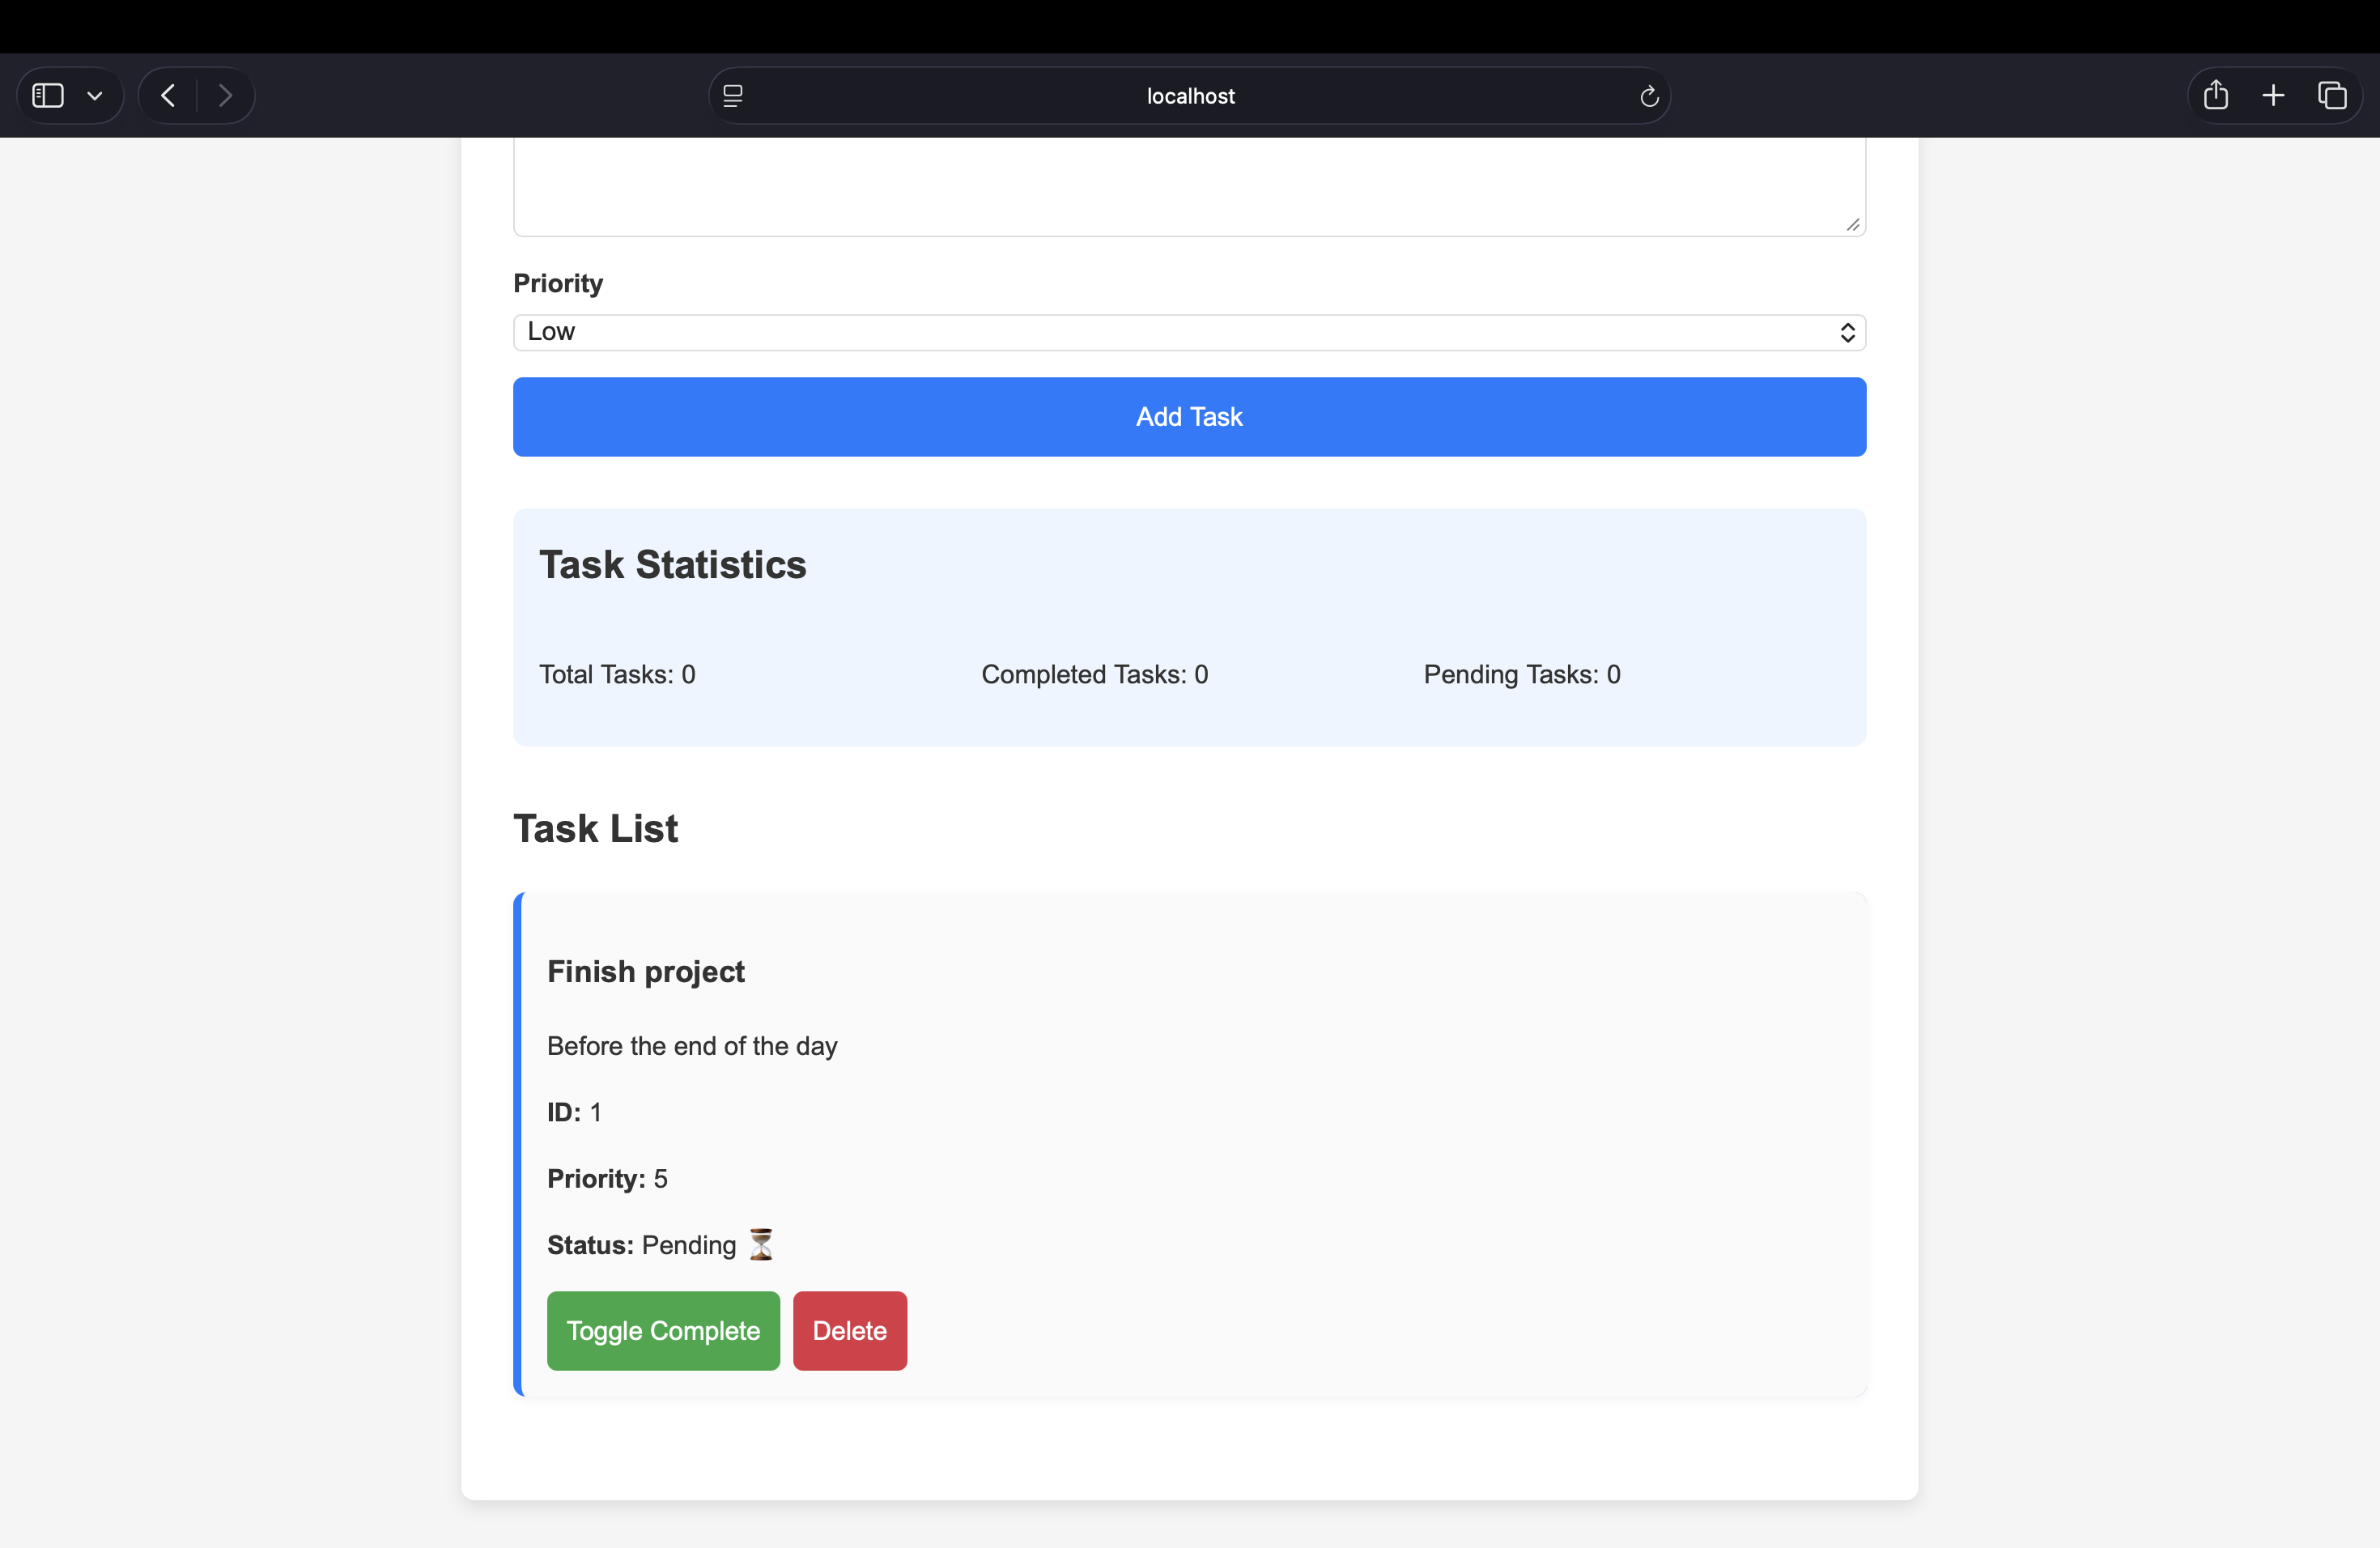 localhost
Priority
Low
Add Task
Task Statistics
Total Tasks: 0
Completed Tasks: 0
Pending Tasks: 0
Task List
Finish project
Before the end of the day
ID: 1
Priority: 5
Status: Pending ⏳
Toggle Complete
Delete